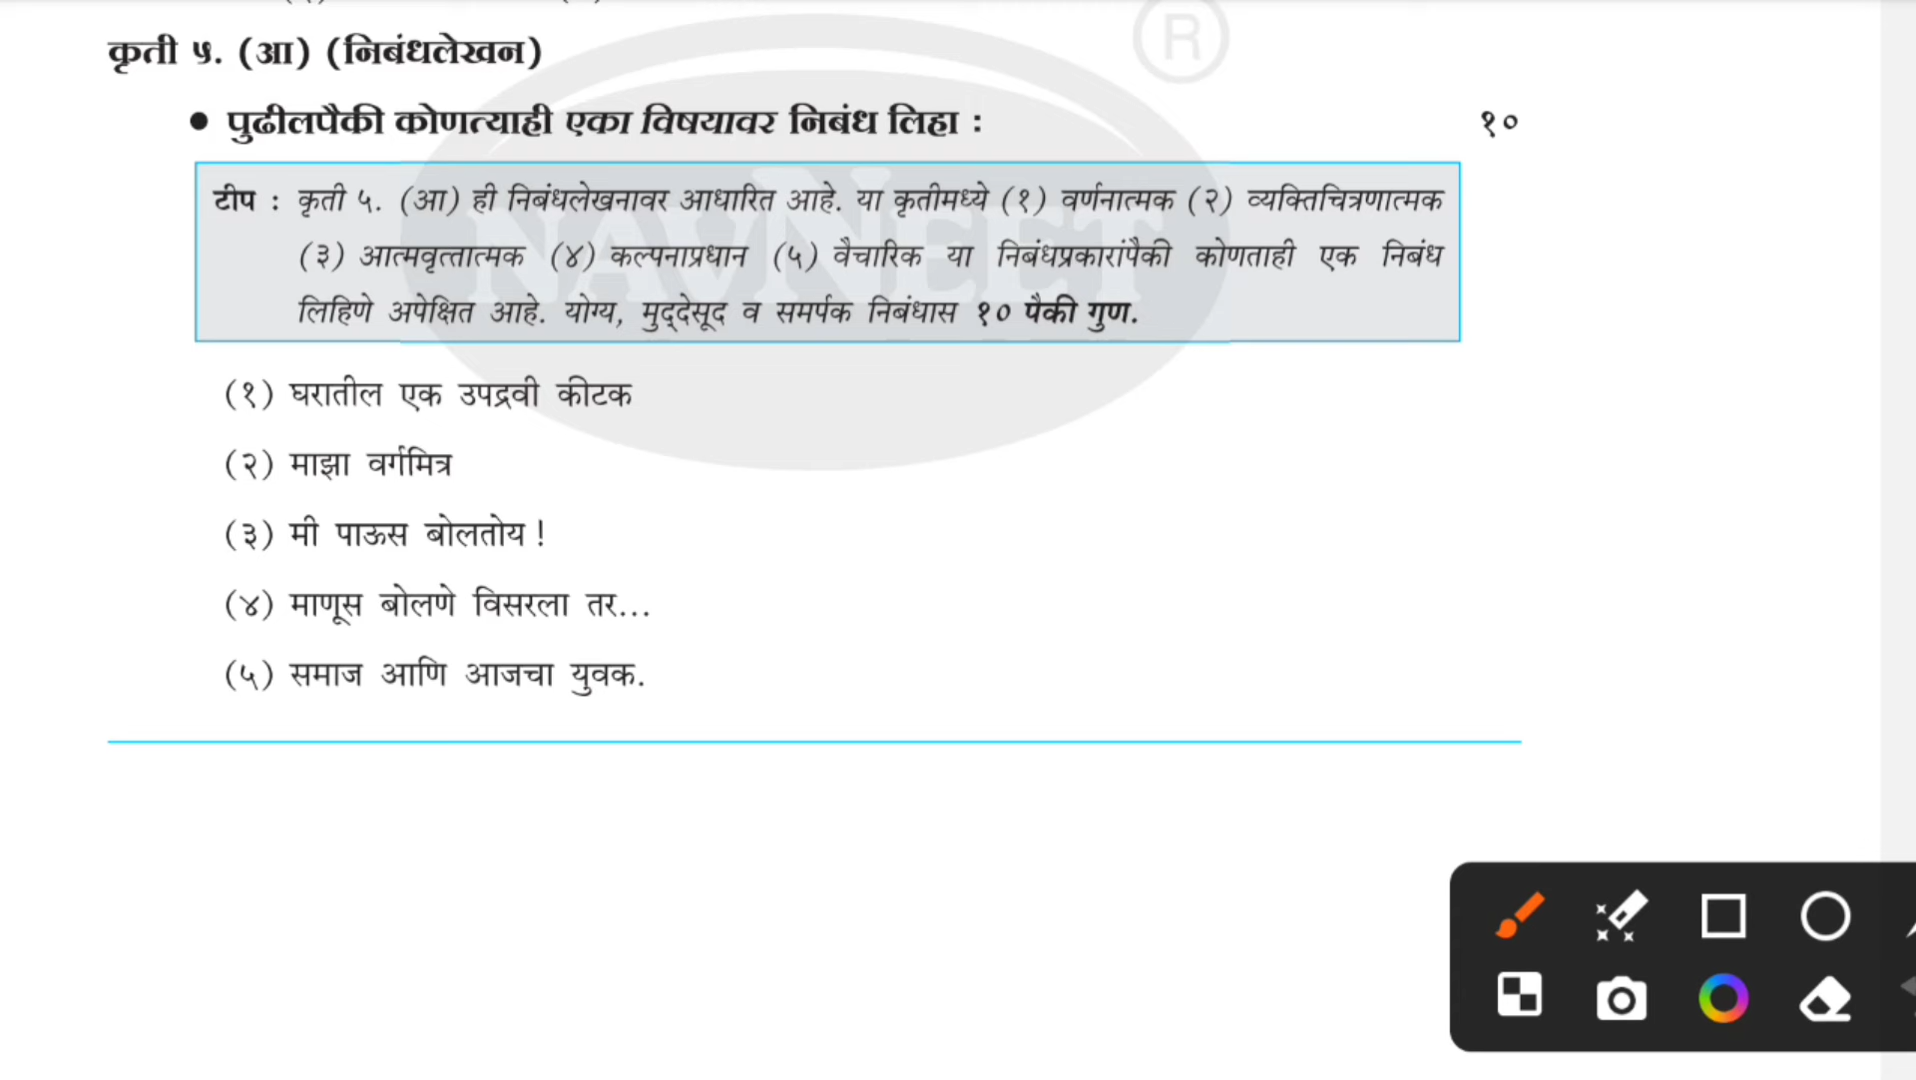 कृती ५. (आ) (निबंधलेखन)
● पुढीलपैकी कोणत्याही एका विषयावर निबंध लिहा : १०
टीप : कृती ५. (आ) ही निबंधलेखनावर आधारित आहे. या कृतीमध्ये (१) वर्णनात्मक (२) व्यक्तिचित्रणात्मक
(३) आत्मवृत्तात्मक (४) कल्पनाप्रधान (५) वैचारिक या निबंधप्रकारांपैकी कोणताही एक निबंध
लिहिणे अपेक्षित आहे. योग्य, मुद्देसूद व समर्पक निबंधास १० पैकी गुण.
NAVNEET
R
(१) घरातील एक उपद्रवी कीटक
(२) माझा वर्गमित्र
(३) मी पाऊस बोलतोय !
(४) माणूस बोलणे विसरला तर...
(५) समाज आणि आजचा युवक.